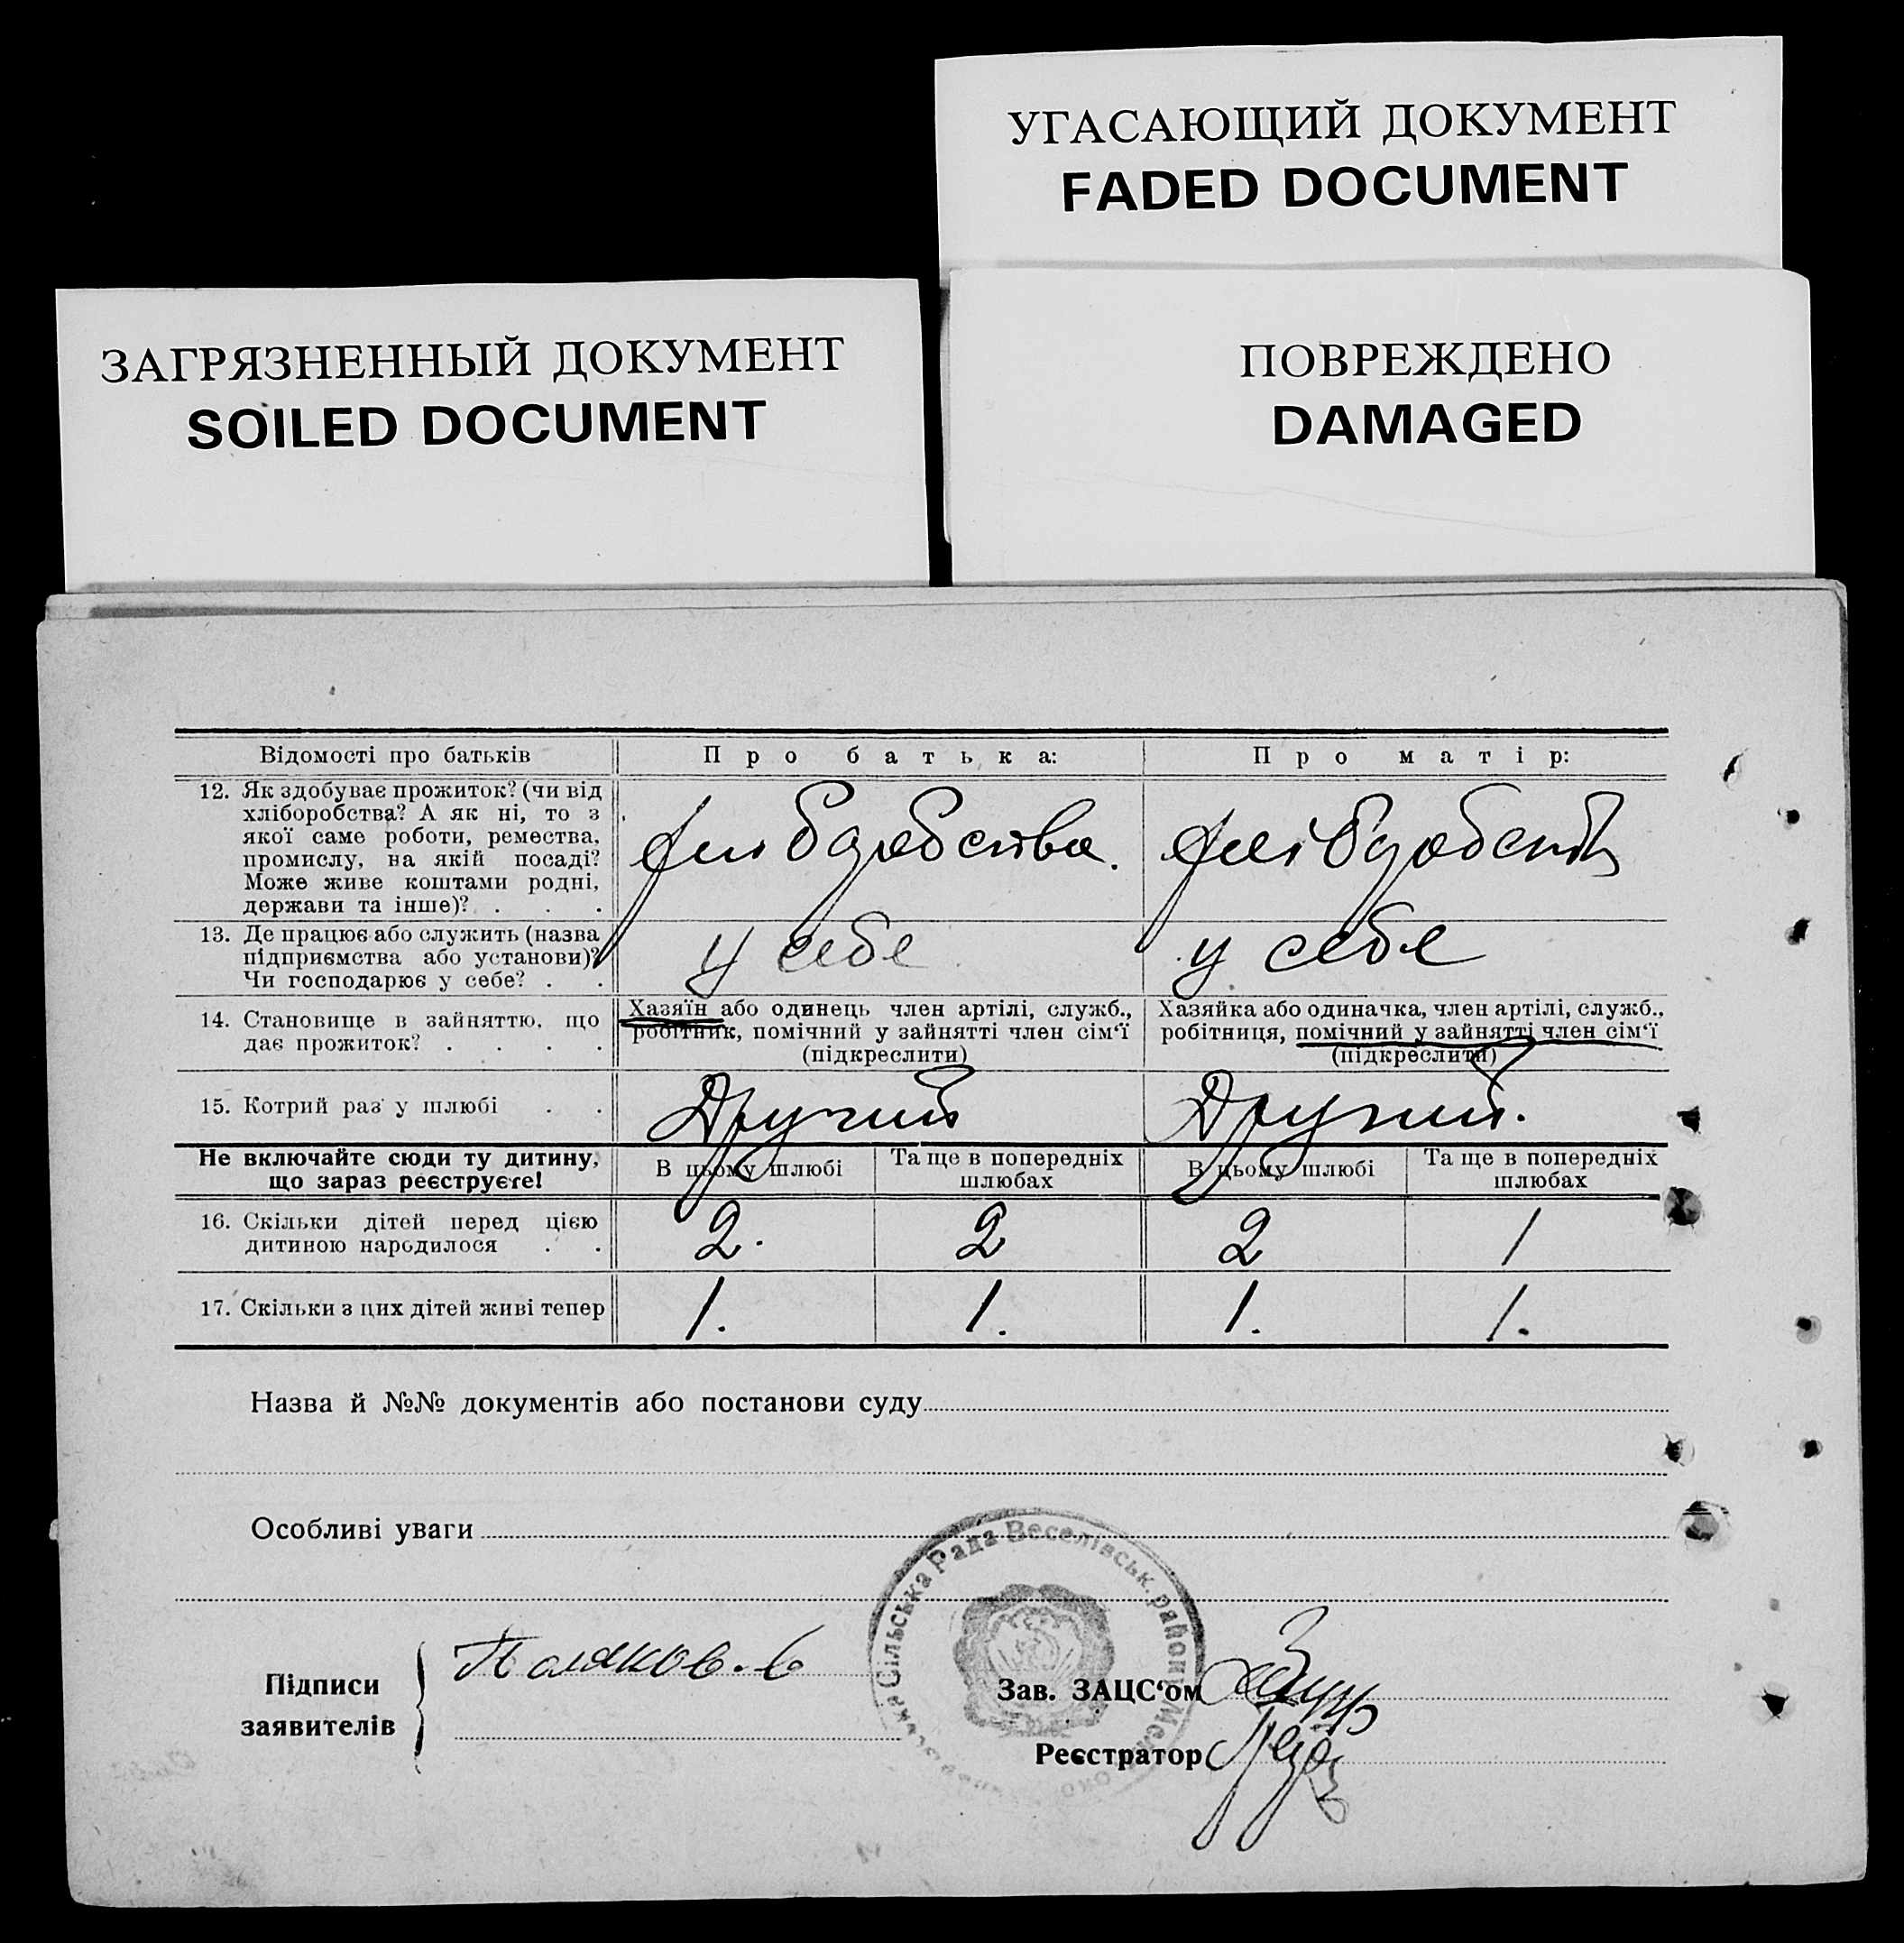 УГАСАЮЩИЙ ДОКУМЕНТ
FADED DOCUMENT
ЗАГРЯЗНЕННЫЙ ДОКУМЕНТ
SOILED DOCUMENT
ПОВРЕЖДЕНО
DAMAGED
Відомості про батьків
Про батька:
Про матір:
12. Як здобуває прожиток? (чи від
хліборобства? А як ні, то з
якої саме роботи, ремества,
промислу, на якій посаді?
Може живе коштами родні,
держави та інше)? . . .
13. Де працює або служить (назва
підприємства або установи)?
Чи господарює у себе? . .
у себе
у себе
14. Становище в зайняттю, що
дає прожиток? . . . .
Хазяїн або одинець член артілі, служб.,
робітник, помічний у зайнятті член сім'ї
(підкреслити)
Хазяйка або одиначка, член артілі, служб.,
робітниця, помічний у зайнятті член сім'ї
(підкреслити)
15. Котрий раз у шлюбі . .
Другий
Другий.
Не включайте сюди ту дитину,
що зараз реєструєте!
В цьому шлюбі
Та ще в попередніх
шлюбах
В цьому шлюбі
Та ще в попередніх
шлюбах
16. Скільки дітей перед цією
дитиною народилося . .
2.
2
2
1
17. Скільки з цих дітей живі тепер
1.
1.
1.
1.
Назва й №№ документів або постанови суду
Особливі уваги
Сільська Рада Веселівськ. району
Підписи
заявителів
Поляков. в
Зав. ЗАЦС'ом
Реєстратор